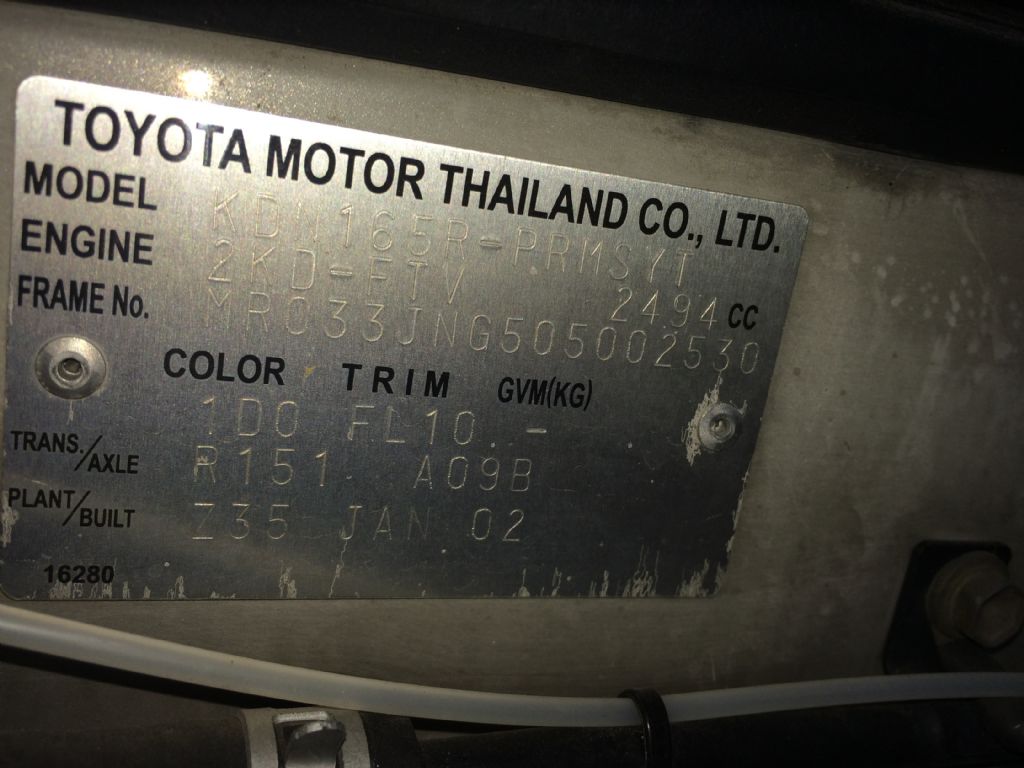 TOYOTA MOTOR THAILAND CO., LTD.
MODEL KDN165R-PRMSYT
ENGINE 2KD-FTV 2494 CC
FRAME No. MR033JNG505002530
COLOR TRIM GVM(KG)
1D0 FL10 -
TRANS./AXLE R151 A09B
PLANT/BUILT Z35 JAN 02
16280